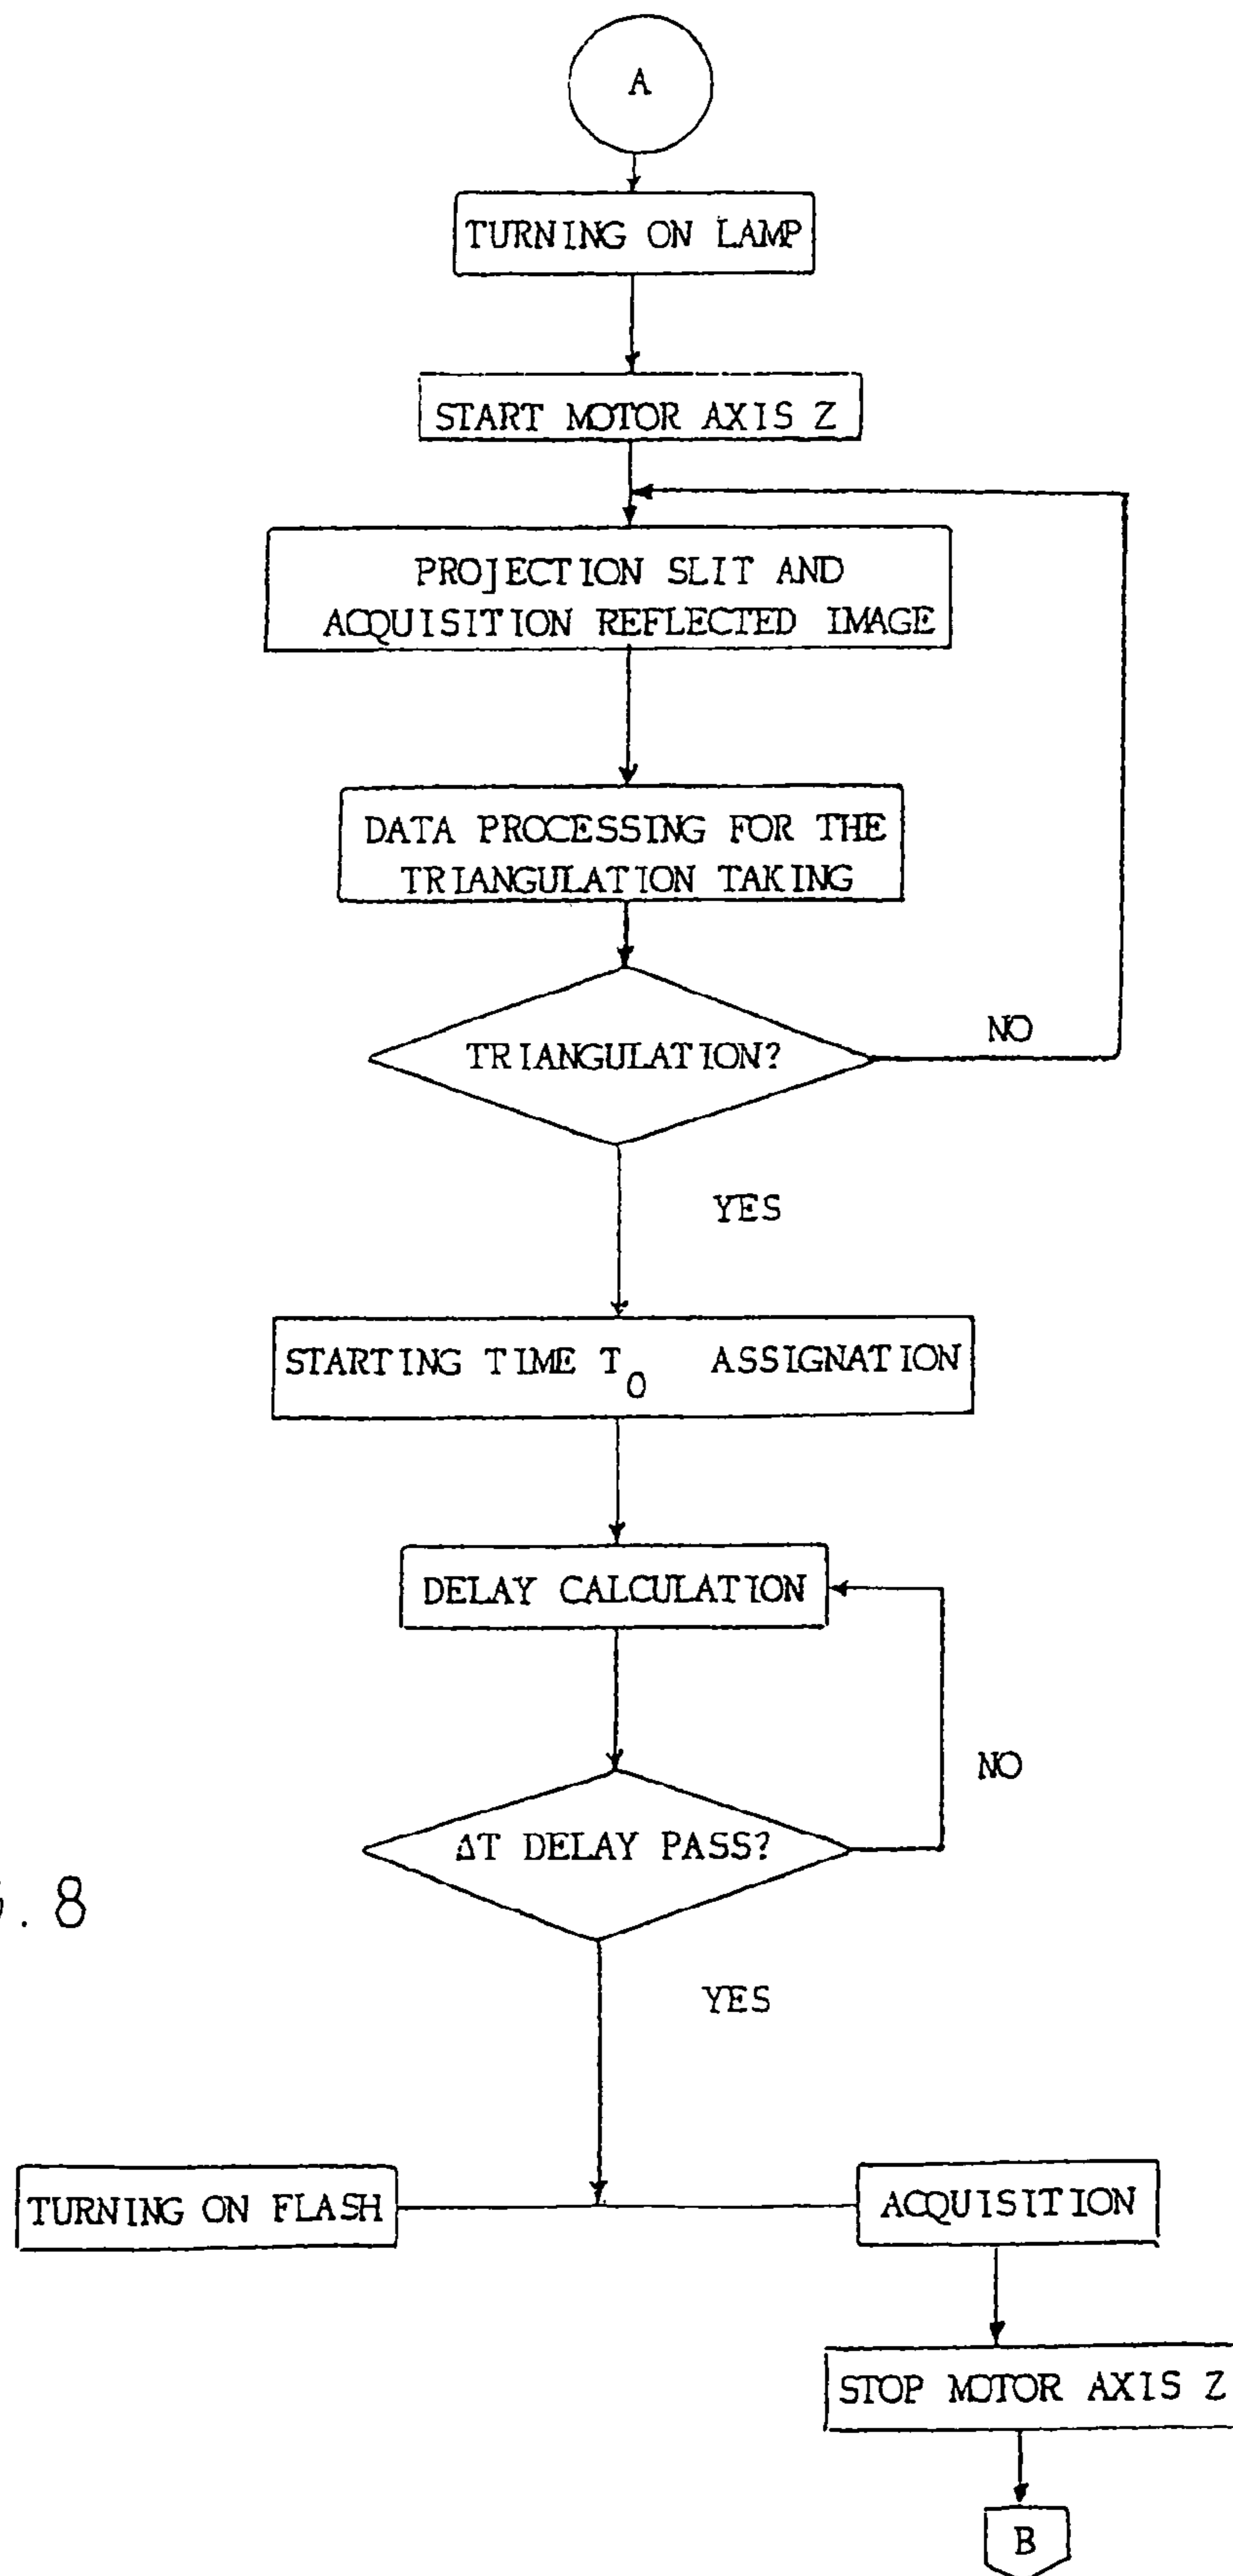 A
TURNING ON LAMP
START MOTOR AXIS Z
PROJECTION SLIT AND
ACQUISITION REFLECTED IMAGE
DATA PROCESSING FOR THE
TRIANGULATION TAKING
TRIANGULATION?
NO
YES
STARTING TIME T0 ASSIGNATION
DELAY CALCULATION
NO
ΔT DELAY PASS?
. 8
YES
TURNING ON FLASH
ACQUISITION
STOP MOTOR AXIS Z
B